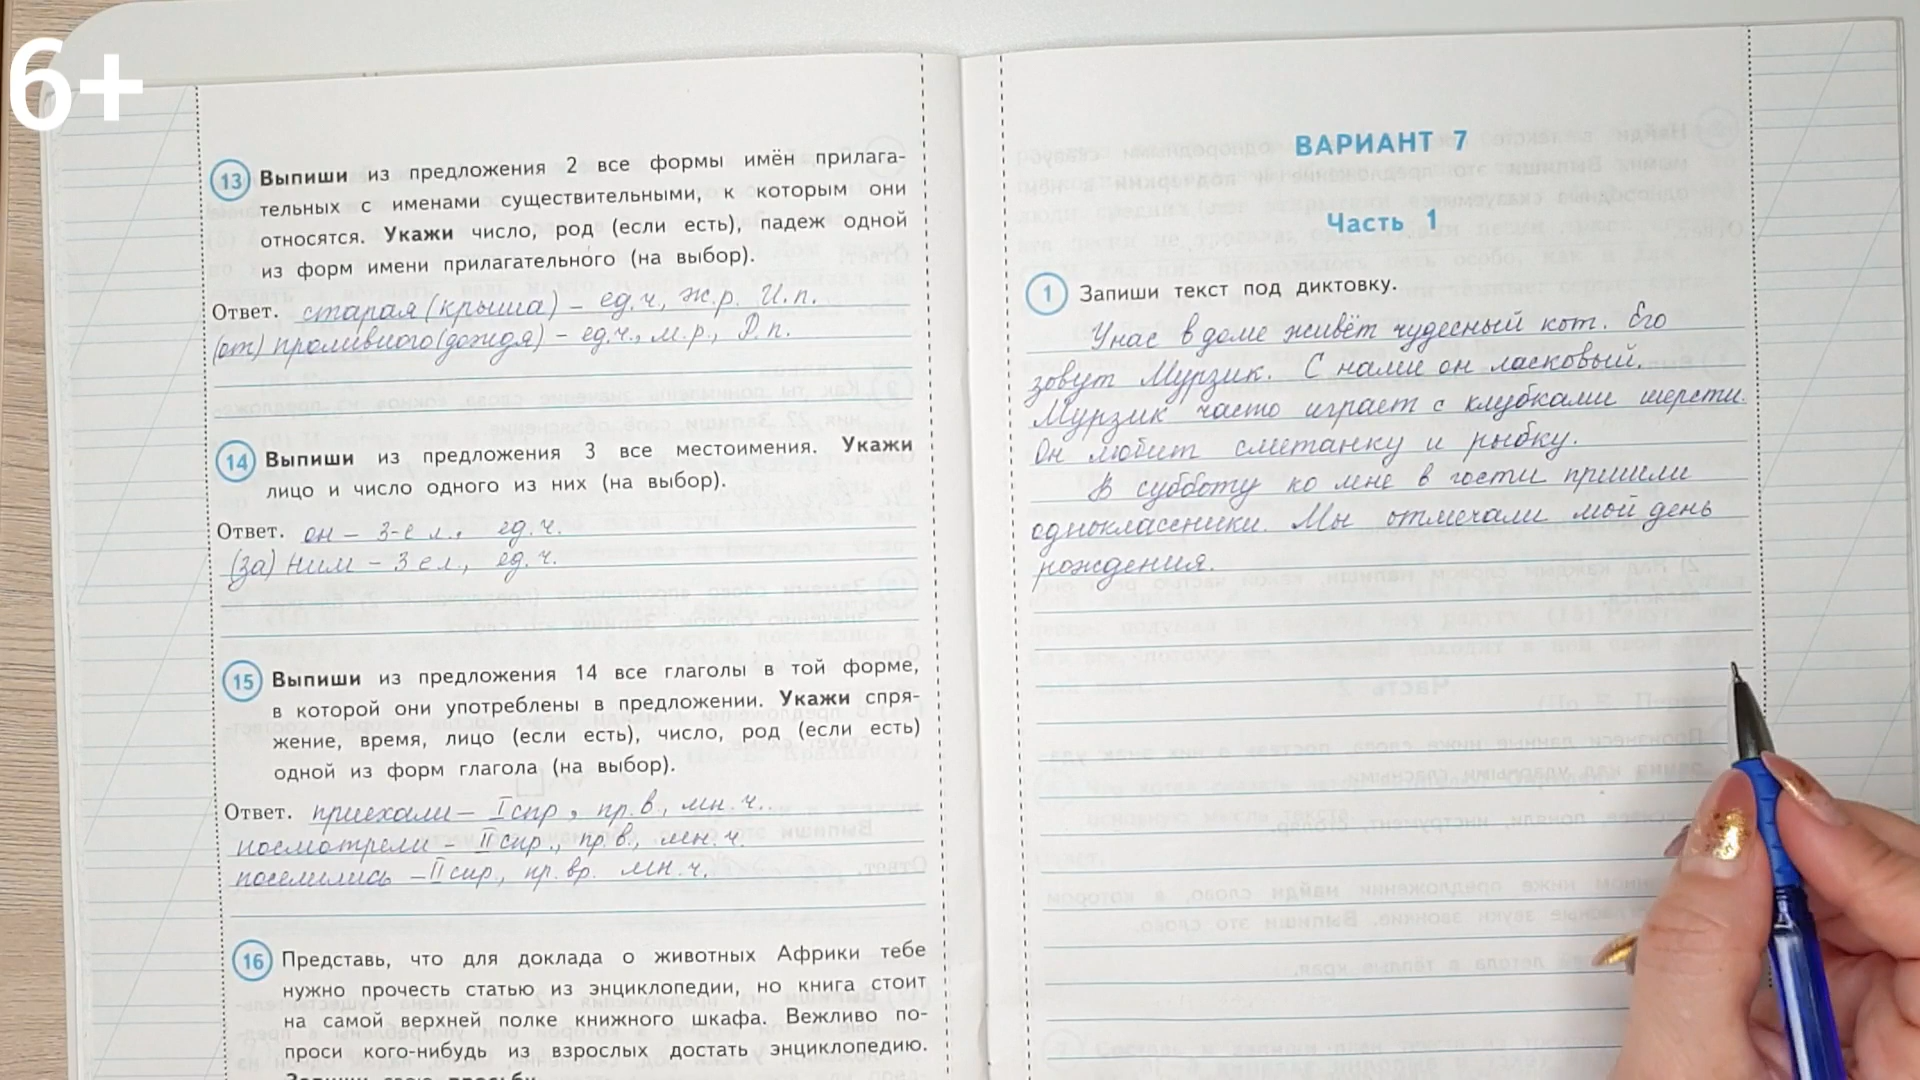 6+
13 Выпиши из предложения 2 все формы имён прилага-
тельных с именами существительными, к которым они
относятся. Укажи число, род (если есть), падеж одной
из форм имени прилагательного (на выбор).
Ответ. старая (крыша) – ед.ч, ж.р. И.п.
(от) проливного (дождя) – ед.ч., м.р., Р.п.
14 Выпиши из предложения 3 все местоимения. Укажи
лицо и число одного из них (на выбор).
Ответ. он – 3-е л., ед.ч.
(за) ним – 3 е л., ед.ч.
15 Выпиши из предложения 14 все глаголы в той форме,
в которой они употреблены в предложении. Укажи спря-
жение, время, лицо (если есть), число, род (если есть)
одной из форм глагола (на выбор).
Ответ. приехали – I спр, пр.в., мн.ч..
посмотрели – II спр., пр.в., мн.ч.
поселились – II спр., пр.вр. мн.ч.
16 Представь, что для доклада о животных Африки тебе
нужно прочесть статью из энциклопедии, но книга стоит
на самой верхней полке книжного шкафа. Вежливо по-
проси кого-нибудь из взрослых достать энциклопедию.
Запиши свою просьбу.
ВАРИАНТ 7
Часть 1
1 Запиши текст под диктовку.
У нас в доме живёт чудесный кот. Его
зовут Мурзик. С нами он ласковый.
Мурзик часто играет с клубками шерсти.
Он любит сметанку и рыбку.
В субботу ко мне в гости пришли
одноклассники. Мы отмечали мой день
рождения.